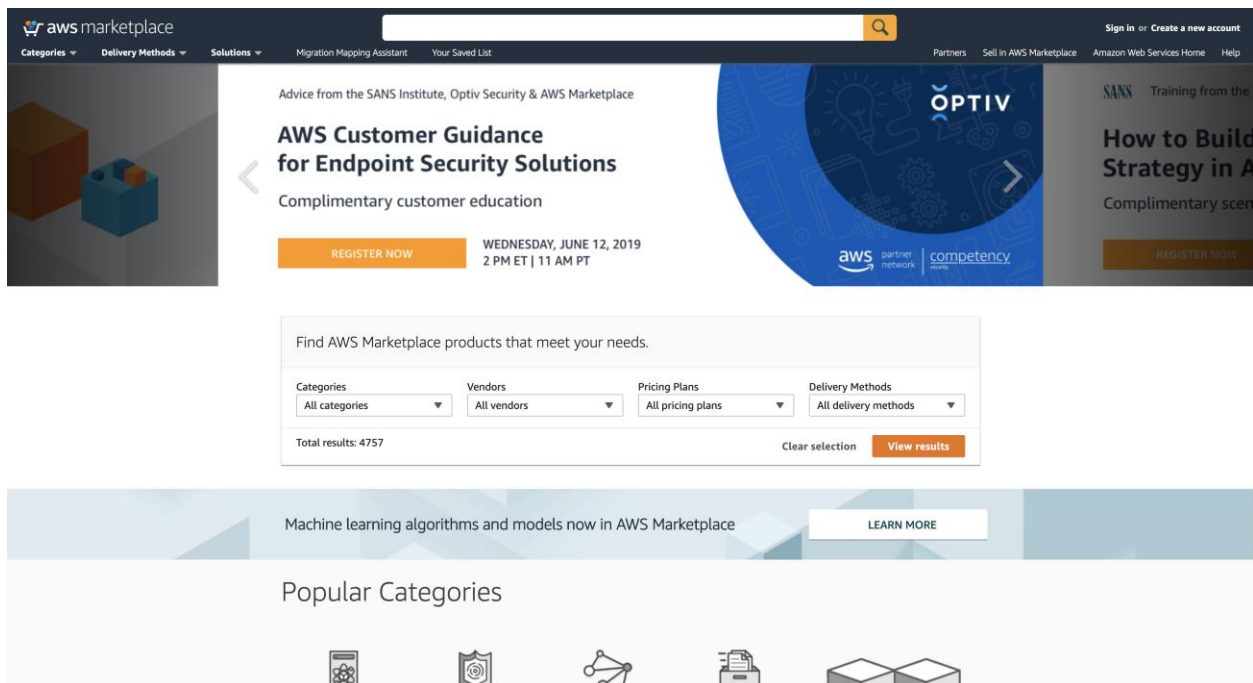 aws marketplace
Sign in or Create a new account
Categories
Delivery Methods
Solutions
Migration Mapping Assistant
Your Saved List
Partners
Sell in AWS Marketplace
Amazon Web Services Home
Help
Advice from the SANS Institute, Optiv Security & AWS Marketplace
AWS Customer Guidance
for Endpoint Security Solutions
Complimentary customer education
REGISTER NOW
WEDNESDAY, JUNE 12, 2019
2 PM ET | 11 AM PT
OPTIV
aws partner network competency
security
SANS Training from the
How to Build
Strategy in A
Complimentary scen
REGISTER NOW
Find AWS Marketplace products that meet your needs.
Categories
All categories
Vendors
All vendors
Pricing Plans
All pricing plans
Delivery Methods
All delivery methods
Total results: 4757
Clear selection
View results
Machine learning algorithms and models now in AWS Marketplace
LEARN MORE
Popular Categories